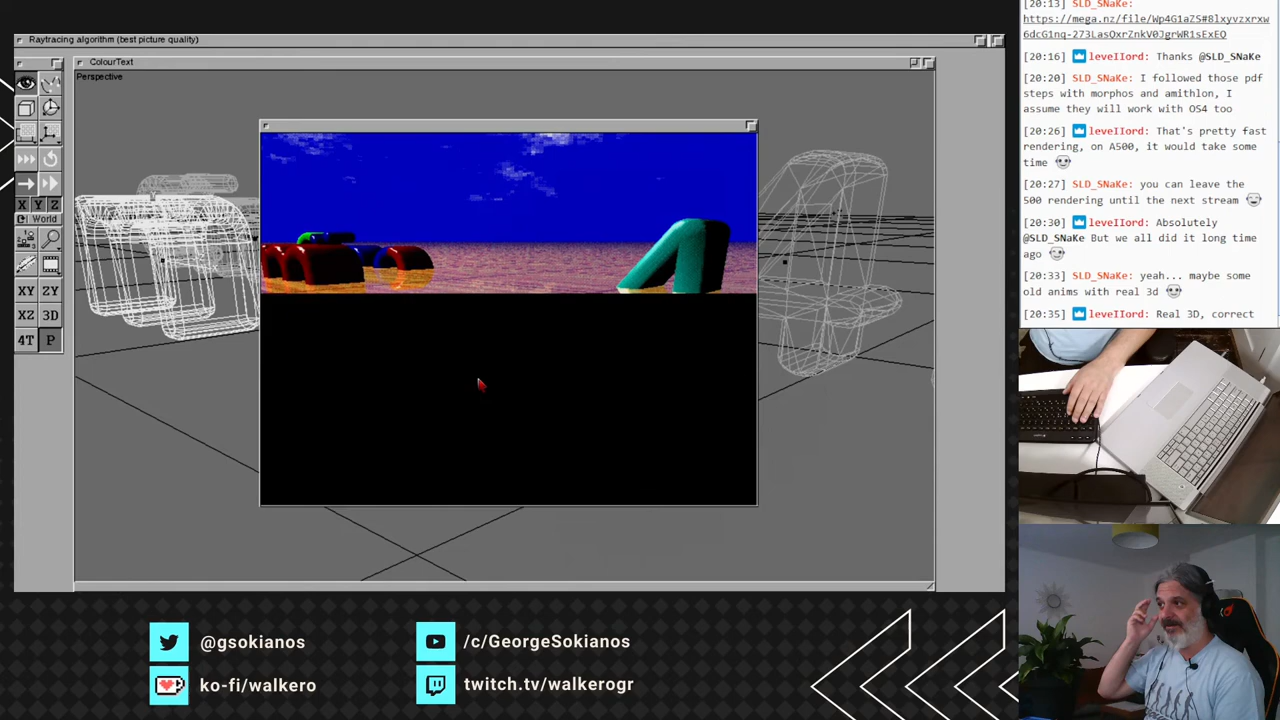 Raytracing algorithm (best picture quality)
ColourText
Perspective
X Y Z
World
XY ZY
XZ 3D
4T P
[20:13] SLD_SNaKe:
https://mega.nz/file/Wp4G1aZS#8lxyvzxrxw
6dcG1nq-273LasQxrZnkV0JgrWR1sExEQ
[20:16] levelIord: Thanks @SLD_SNaKe
[20:20] SLD_SNaKe: I followed those pdf
steps with morphos and amithlon, I
assume they will work with OS4 too
[20:26] levelIord: That's pretty fast
rendering, on A500, it would take some
time
[20:27] SLD_SNaKe: you can leave the
500 rendering until the next stream
[20:30] levelIord: Absolutely
@SLD_SNaKe But we all did it long time
ago
[20:33] SLD_SNaKe: yeah... maybe some
old anims with real 3d
[20:35] levelIord: Real 3D, correct
@gsokianos
/c/GeorgeSokianos
ko-fi/walkero
twitch.tv/walkerogr